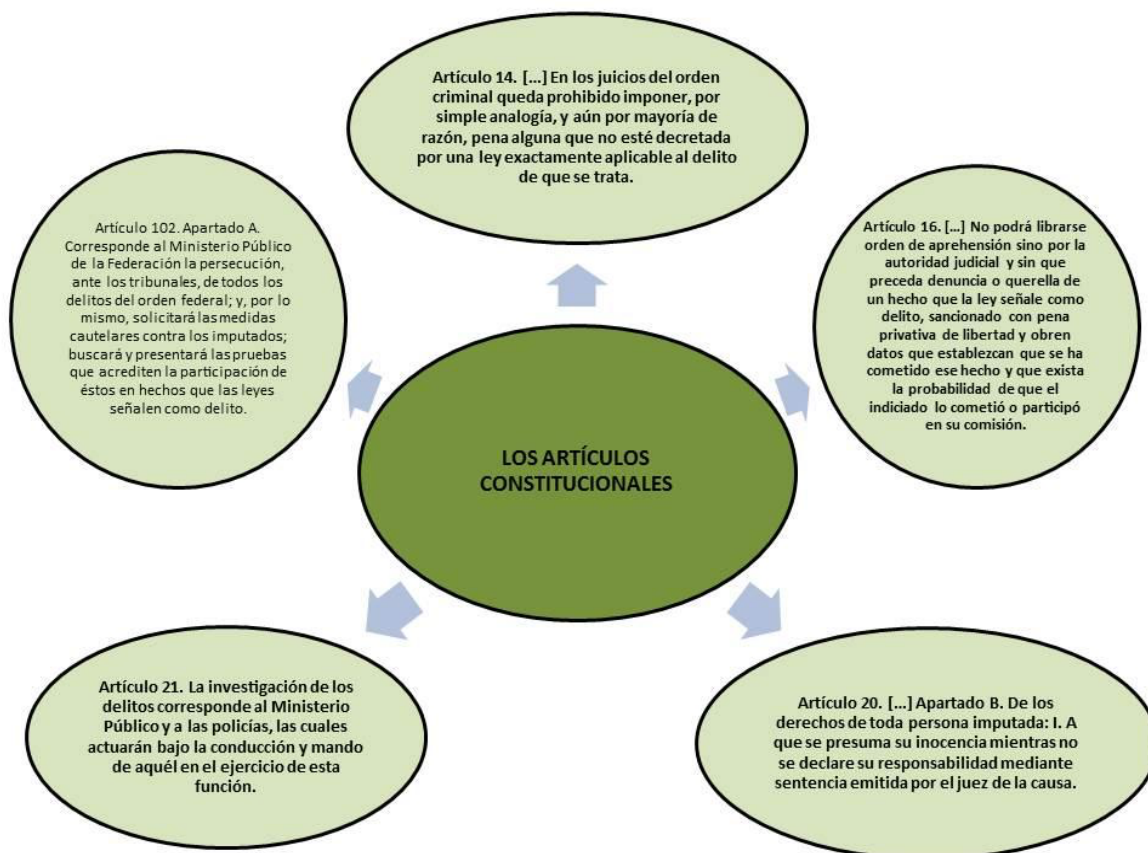 Artículo 14. […] En los juicios del orden
criminal queda prohibido imponer, por
simple analogía, y aún por mayoría de
razón, pena alguna que no esté decretada
por una ley exactamente aplicable al delito
de que se trata.
Artículo 102. Apartado A.
Corresponde al Ministerio Público
de la Federación la persecución,
ante los tribunales, de todos los
delitos del orden federal; y, por lo
mismo, solicitará las medidas
cautelares contra los imputados;
buscará y presentará las pruebas
que acrediten la participación de
éstos en hechos que las leyes
señalen como delito.
Artículo 16. […] No podrá librarse
orden de aprehensión sino por la
autoridad judicial y sin que
preceda denuncia o querella de
un hecho que la ley señale como
delito, sancionado con pena
privativa de libertad y obren
datos que establezcan que se ha
cometido ese hecho y que exista
la probabilidad de que el
indiciado lo cometió o participó
en su comisión.
LOS ARTÍCULOS
CONSTITUCIONALES
Artículo 21. La investigación de los
delitos corresponde al Ministerio
Público y a las policías, las cuales
actuarán bajo la conducción y mando
de aquél en el ejercicio de esta
función.
Artículo 20. […] Apartado B. De los
derechos de toda persona imputada: I. A
que se presuma su inocencia mientras no
se declare su responsabilidad mediante
sentencia emitida por el juez de la causa.